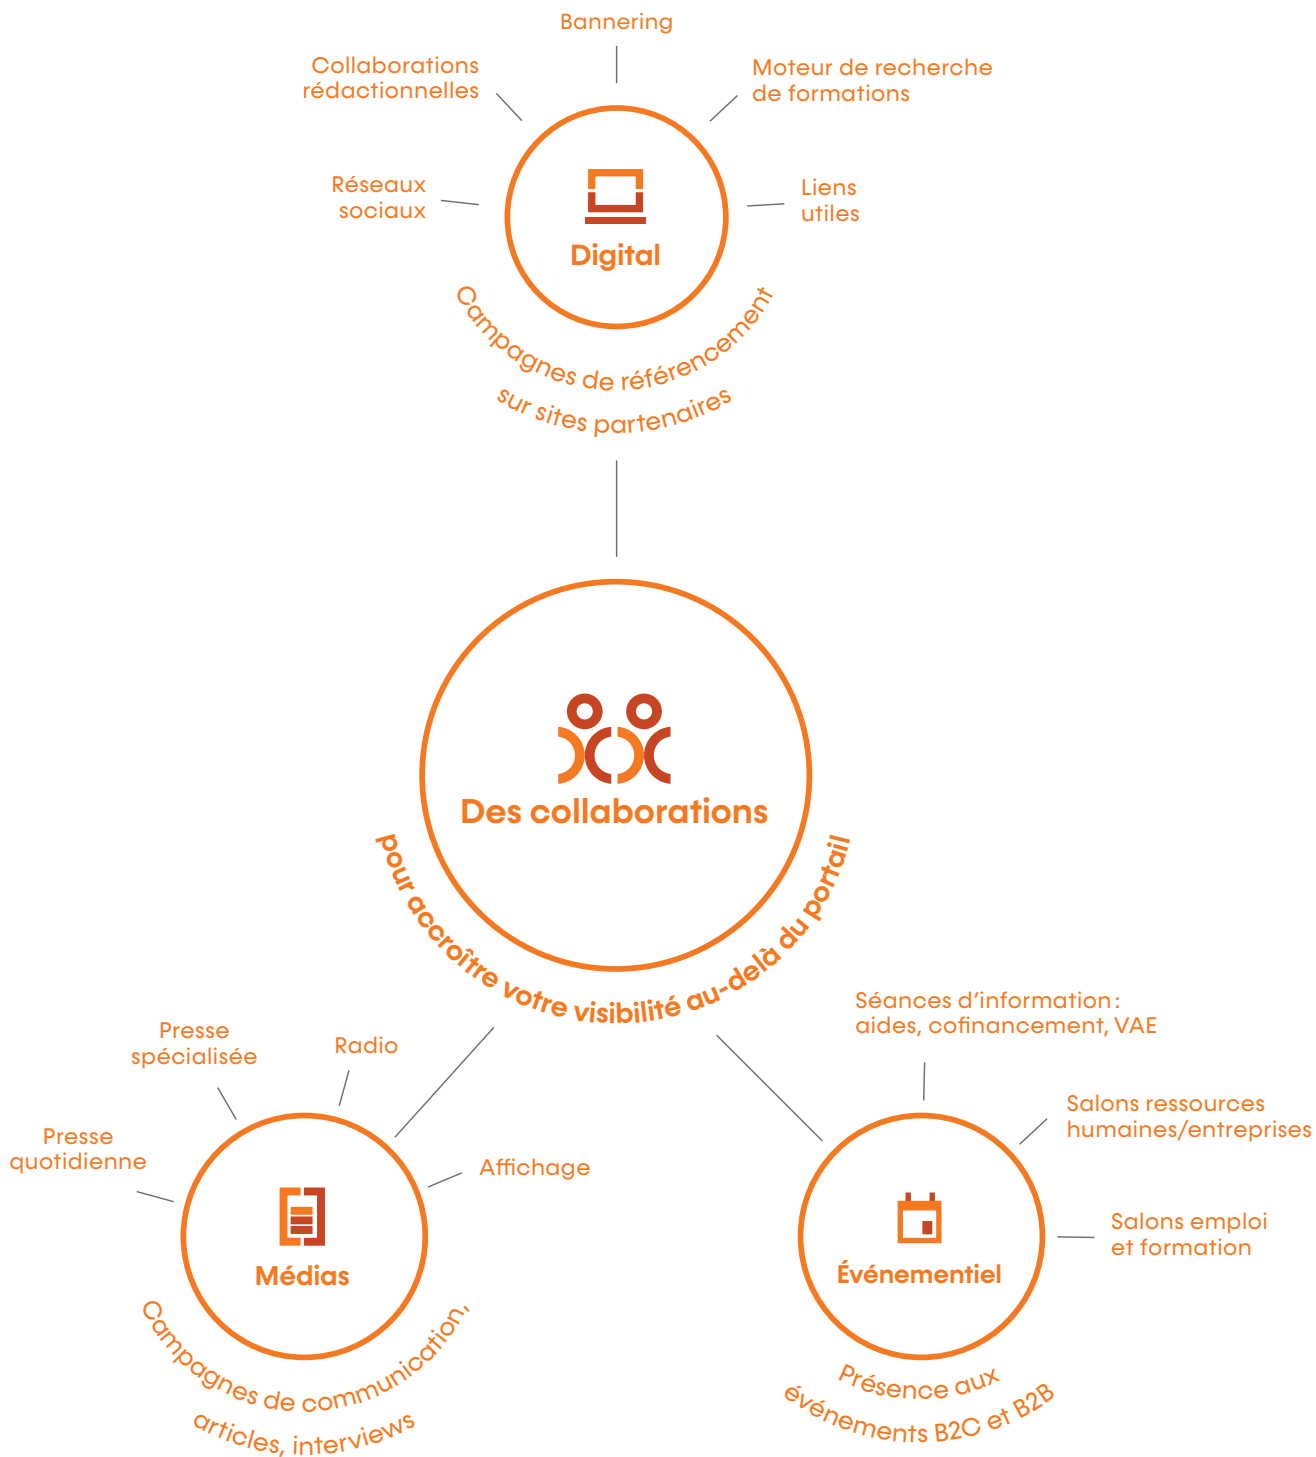 Bannering
Collaborations
rédactionnelles
Moteur de recherche
de formations
Réseaux
sociaux
Liens
utiles
Digital
Campagnes de référencement
sur sites partenaires
Des collaborations
pour accroître votre visibilité au-delà du portail
Presse
spécialisée
Radio
Presse
quotidienne
Affichage
Médias
Campagnes de communication,
articles, interviews
Séances d’information :
aides, cofinancement, VAE
Salons ressources
humaines/entreprises
Salons emploi
et formation
Événementiel
Présence aux
événements B2C et B2B